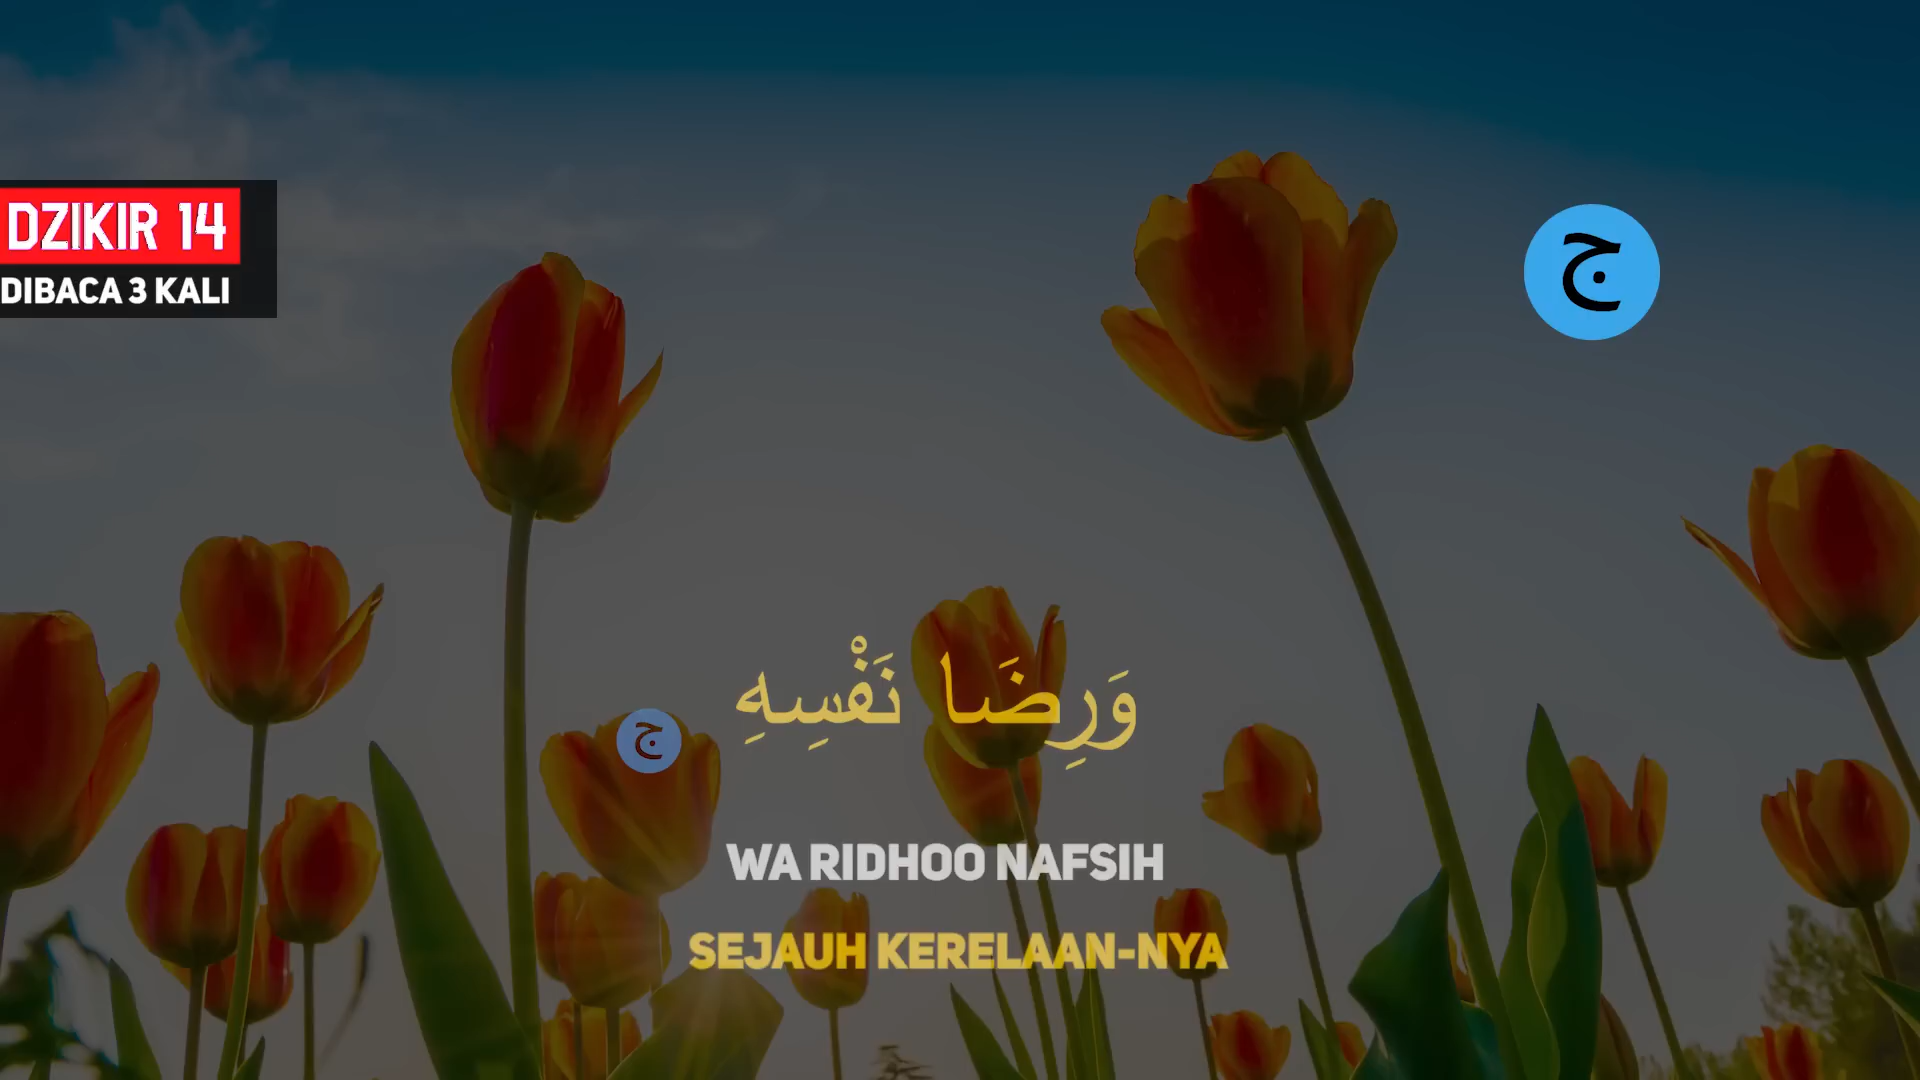 DZIKIR 14
DIBACA 3 KALI
ج
وَرِضَا نَفْسِهِ
ج
WA RIDHOO NAFSIH
SEJAUH KERELAAN-NYA